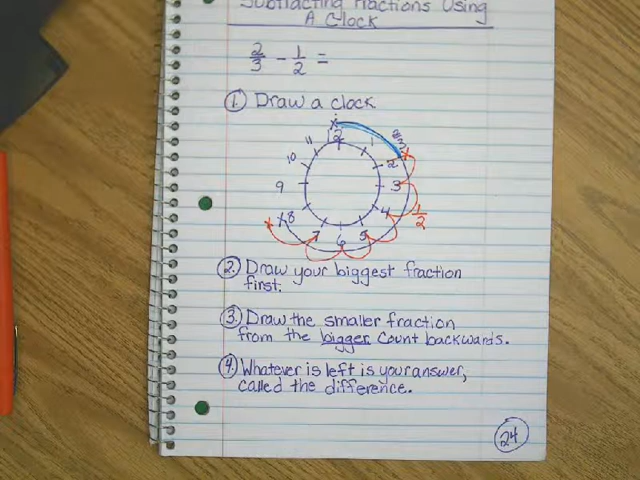 Subtracting Fractions Using
A Clock
2/3 - 1/2 =
① Draw a clock.
12
1
2
3
4
5
6
7
8
9
10
11
2/3
1/2
② Draw your biggest fraction
first.
③ Draw the smaller fraction
from the bigger count backwards.
④ Whatever is left is your answer,
called the difference.
24